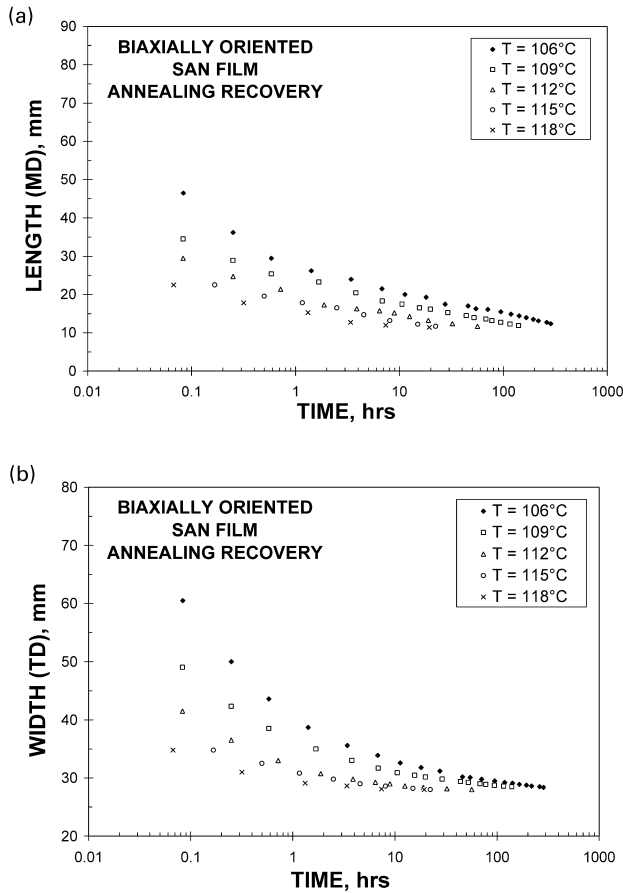 (a)
90
80
70
60
50
40
30
20
10
0
LENGTH (MD), mm
BIAXIALLY ORIENTED
SAN FILM
ANNEALING RECOVERY
T = 106°C
T = 109°C
T = 112°C
T = 115°C
T = 118°C
0.01 0.1 1 10 100 1000
TIME, hrs
(b)
80
70
60
50
40
30
20
WIDTH (TD), mm
BIAXIALLY ORIENTED
SAN FILM
ANNEALING RECOVERY
T = 106°C
T = 109°C
T = 112°C
T = 115°C
T = 118°C
0.01 0.1 1 10 100 1000
TIME, hrs